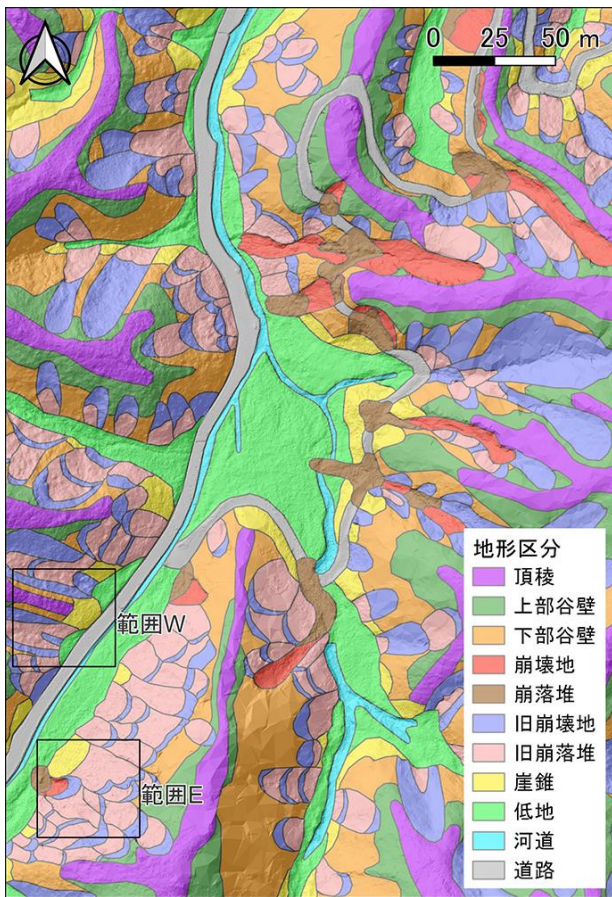 0 25 50 m
範囲W
範囲E
地形区分
頂稜
上部谷壁
下部谷壁
崩壊地
崩落堆
旧崩壊地
旧崩落堆
崖錐
低地
河道
道路